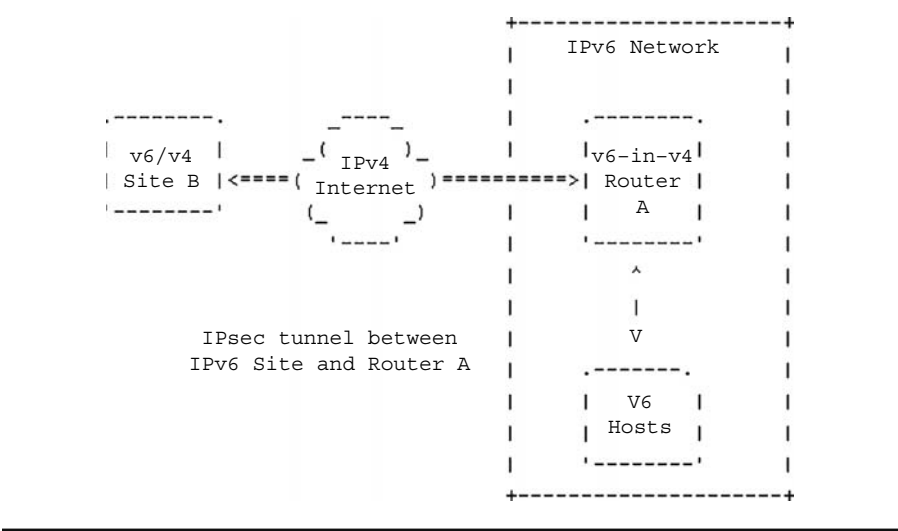 IPv6 Network
v6/v4
Site B
IPv4
Internet
v6-in-v4
Router
A
V
IPsec tunnel between
IPv6 Site and Router A
V6
Hosts